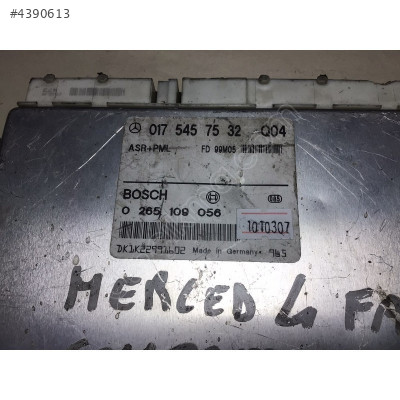 #4390613
017 545 75 32 Q04
ASR+PML FD 99M05
BOSCH
0 265 109 056
1010307
DK1K22991602 Made in Germany
MERCED